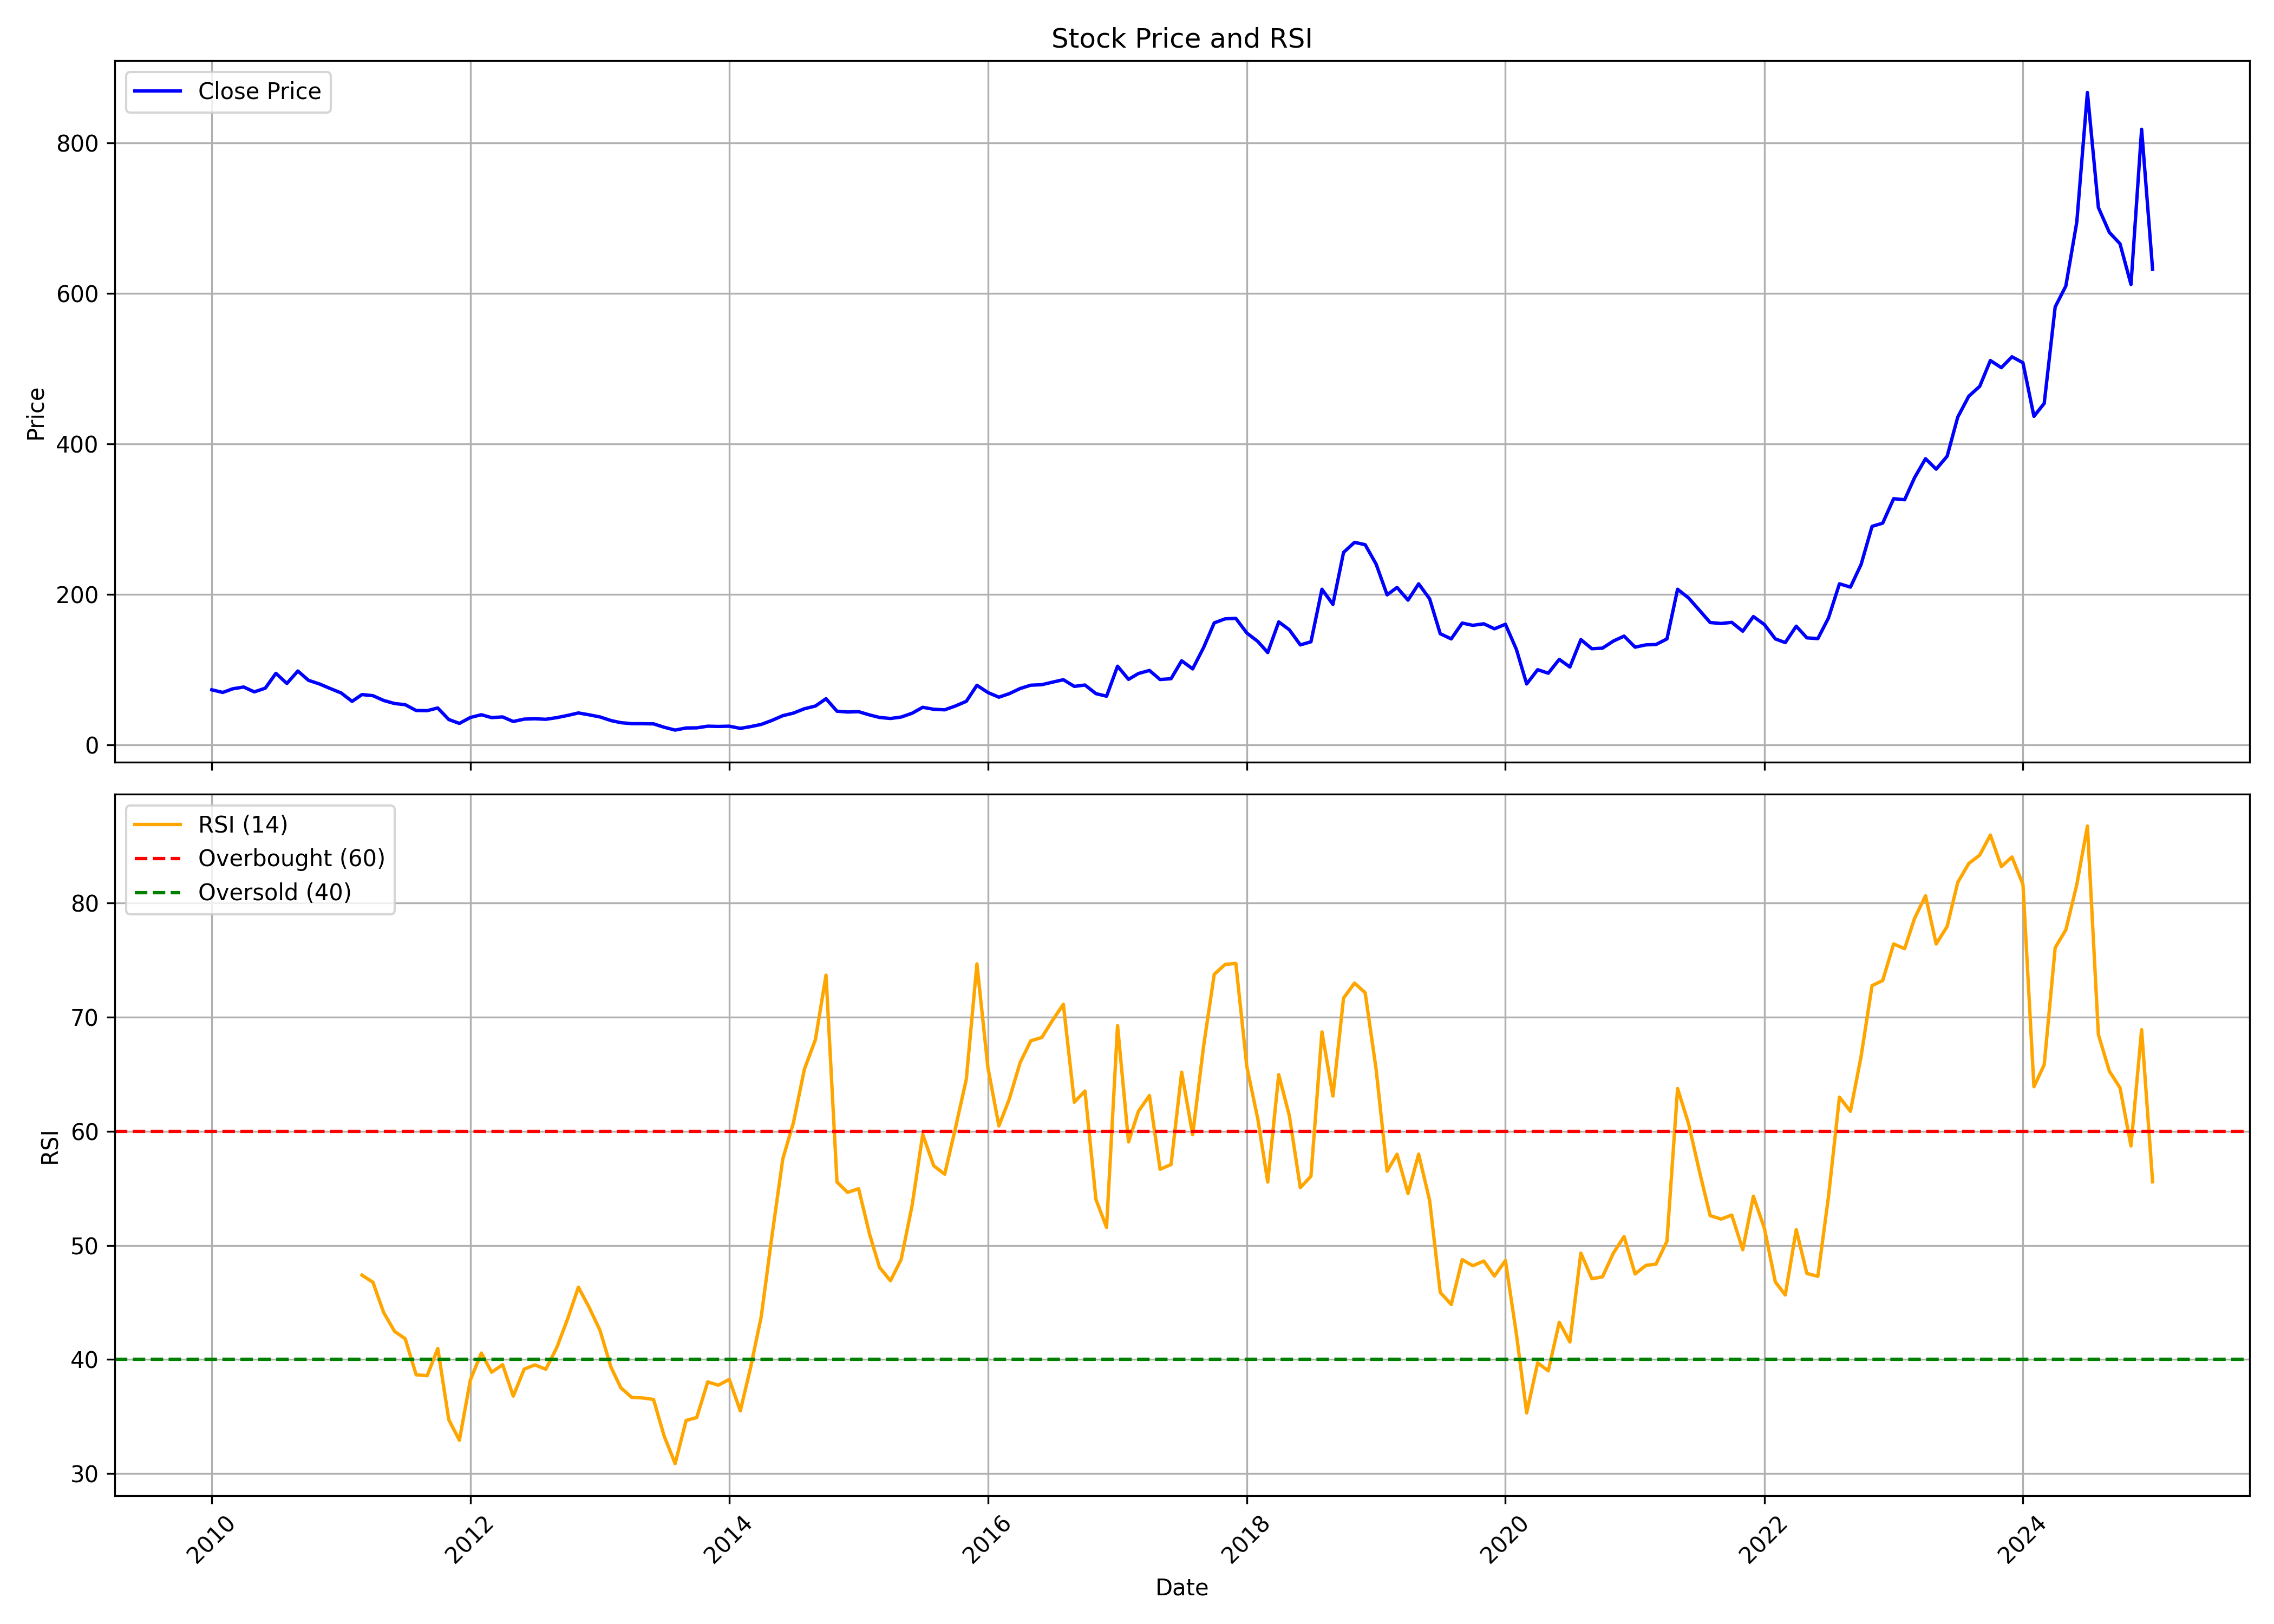 Stock Price and RSI
Close Price
Price
800
600
400
200
0
RSI (14)
Overbought (60)
Oversold (40)
RSI
80
70
60
50
40
30
2010
2012
2014
2016
2018
2020
2022
2024
Date